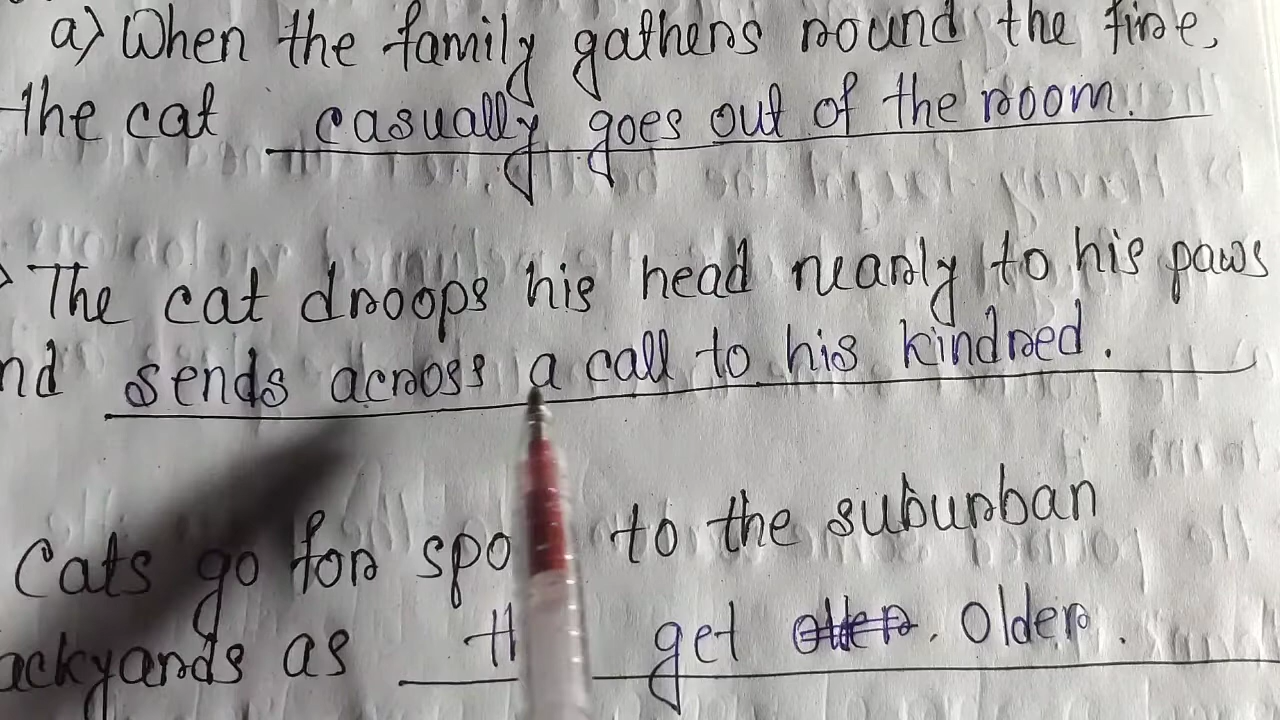 a) When the family gathers round the fire,
the cat casually goes out of the room.
The cat droops his head nearly to his paws
nd sends across a call to his kindred.
Cats go for spo to the suburban
ackyards as th get older.